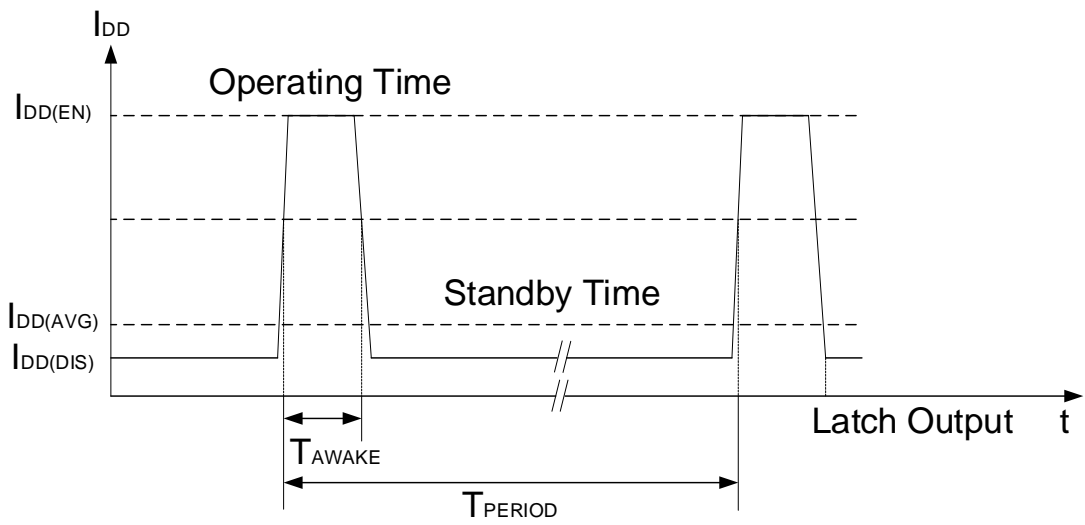 IDD
Operating Time
IDD(EN)
Standby Time
IDD(AVG)
IDD(DIS)
Latch Output t
TAWAKE
TPERIOD